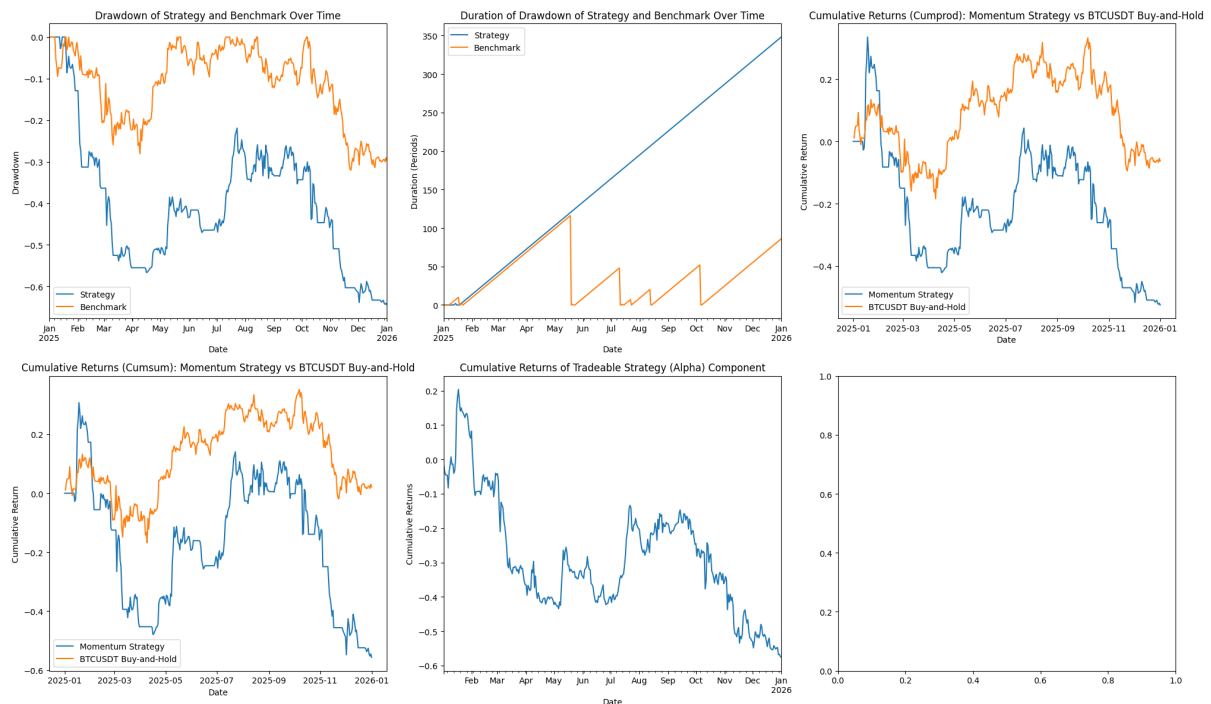 Drawdown of Strategy and Benchmark Over Time
0.0
−0.1
−0.2
−0.3
−0.4
−0.5
−0.6
Drawdown
Strategy
Benchmark
Jan 2025
Feb
Mar
Apr
May
Jun
Jul
Aug
Sep
Oct
Nov
Dec
Jan 2026
Date
Duration of Drawdown of Strategy and Benchmark Over Time
Strategy
Benchmark
350
300
250
200
150
100
50
0
Duration (Periods)
Jan 2025
Feb
Mar
Apr
May
Jun
Jul
Aug
Sep
Oct
Nov
Dec
Jan 2026
Date
Cumulative Returns (Cumprod): Momentum Strategy vs BTCUSDT Buy-and-Hold
0.2
0.0
−0.2
−0.4
Cumulative Return
Momentum Strategy
BTCUSDT Buy-and-Hold
2025-01
2025-03
2025-05
2025-07
2025-09
2025-11
2026-01
Date
Cumulative Returns (Cumsum): Momentum Strategy vs BTCUSDT Buy-and-Hold
0.2
0.0
−0.2
−0.4
−0.6
Cumulative Return
Momentum Strategy
BTCUSDT Buy-and-Hold
2025-01
2025-03
2025-05
2025-07
2025-09
2025-11
2026-01
Date
Cumulative Returns of Tradeable Strategy (Alpha) Component
0.2
0.1
0.0
−0.1
−0.2
−0.3
−0.4
−0.5
−0.6
Cumulative Returns
Feb
Mar
Apr
May
Jun
Jul
Aug
Sep
Oct
Nov
Dec
Jan 2026
Date
1.0
0.8
0.6
0.4
0.2
0.0
0.0
0.2
0.4
0.6
0.8
1.0